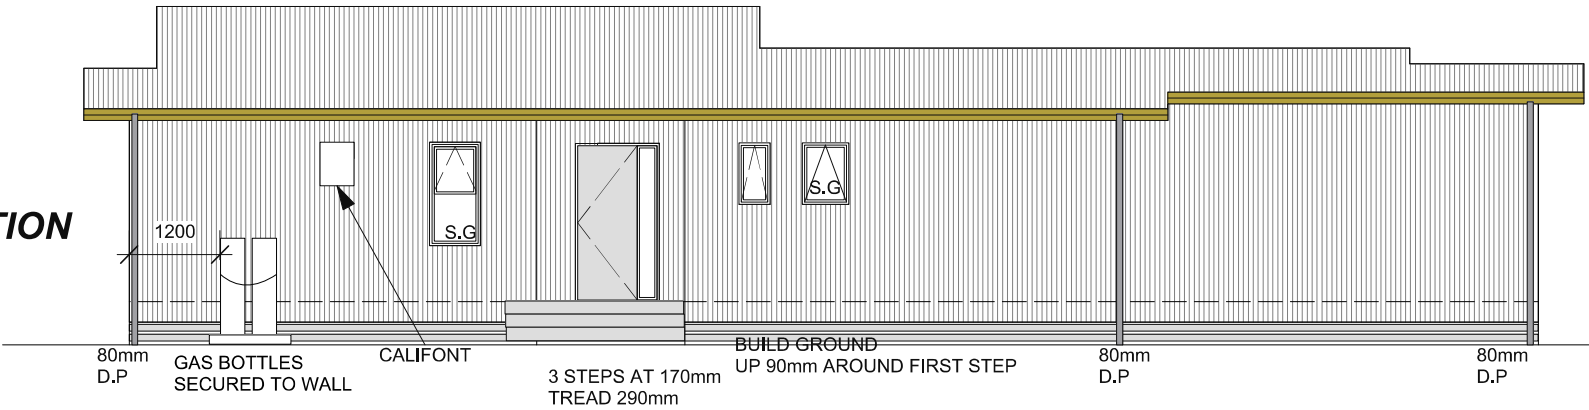 TION
1200
S.G
S.G
80mm
D.P
GAS BOTTLES
SECURED TO WALL
CALIFONT
3 STEPS AT 170mm
TREAD 290mm
BUILD GROUND
UP 90mm AROUND FIRST STEP
80mm
D.P
80mm
D.P